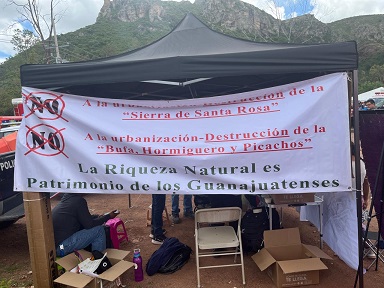 NO A la urbanización-Destrucción de la
"Sierra de Santa Rosa"
NO A la urbanización-Destrucción de la
"Bufa, Hormiguero y Picachos"
La Riqueza Natural es
Patrimonio de los Guanajuatenses